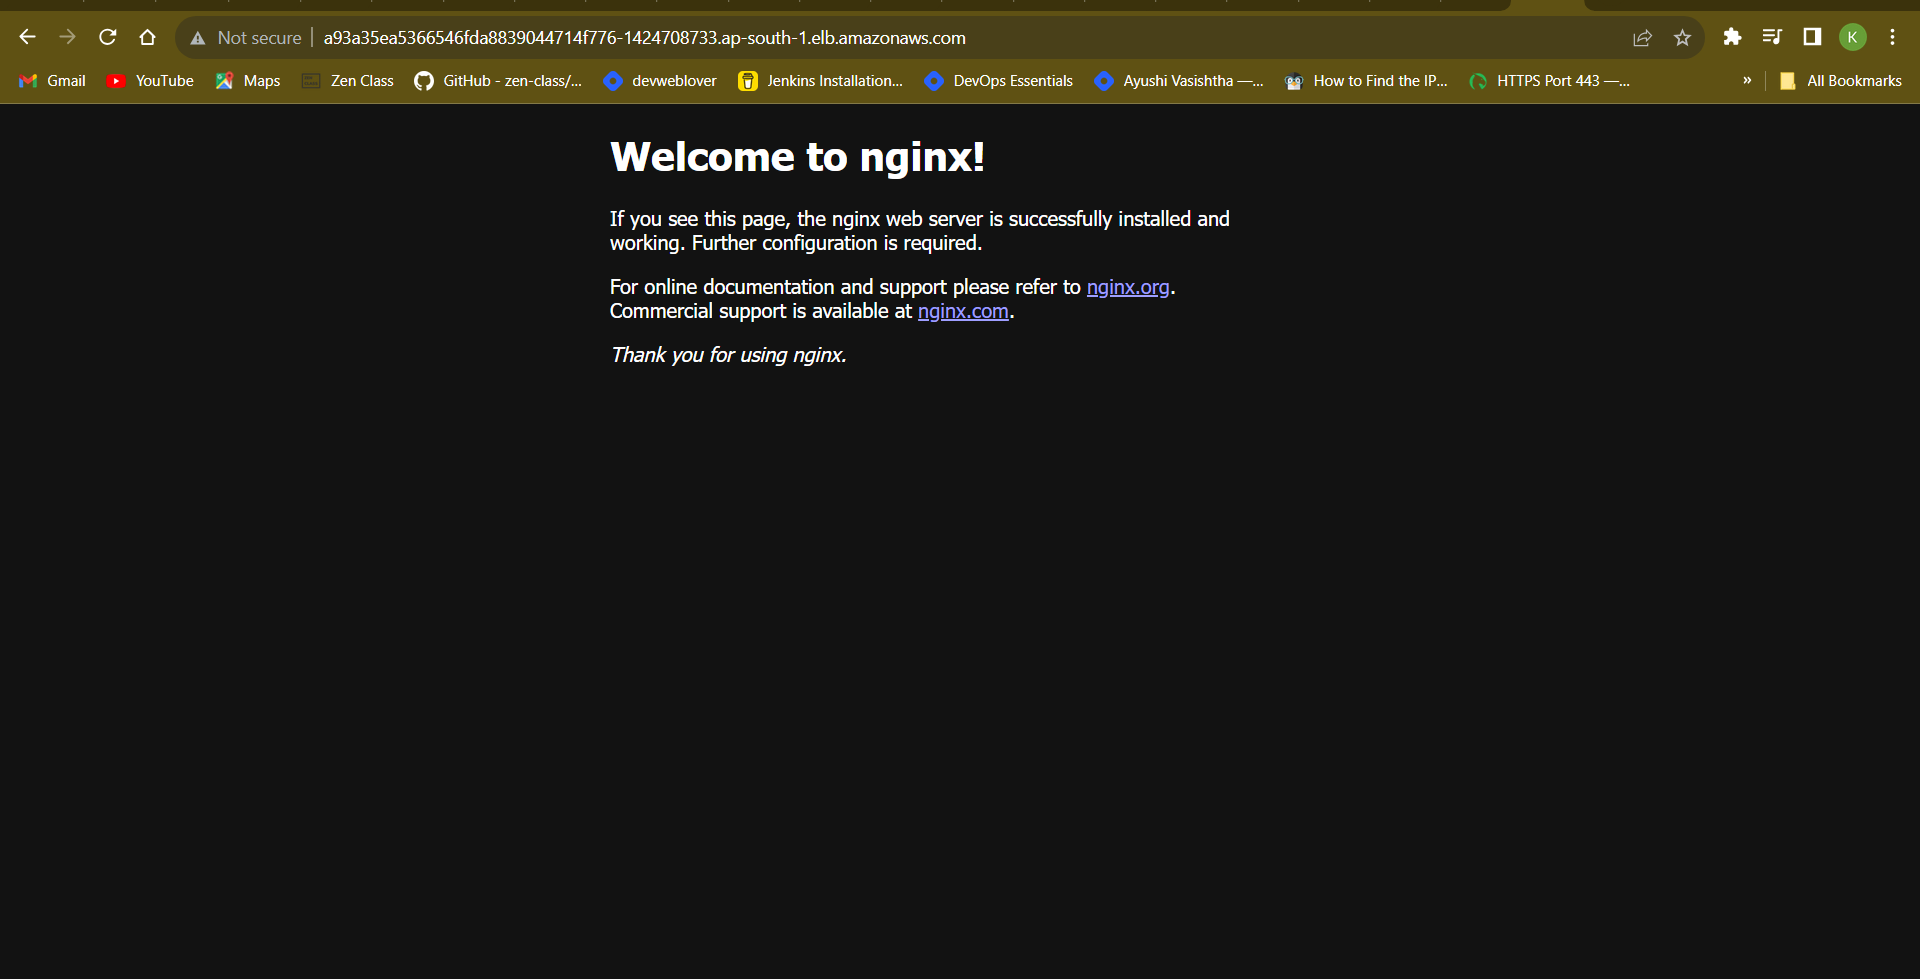 Not secure a93a35ea5366546fda8839044714f776-1424708733.ap-south-1.elb.amazonaws.com K
Gmail YouTube Maps Zen Class GitHub - zen-class/... devweblover Jenkins Installation... DevOps Essentials Ayushi Vasishtha —... How to Find the IP... HTTPS Port 443 —... » All Bookmarks
Welcome to nginx!
If you see this page, the nginx web server is successfully installed and
working. Further configuration is required.
For online documentation and support please refer to nginx.org.
Commercial support is available at nginx.com.
Thank you for using nginx.